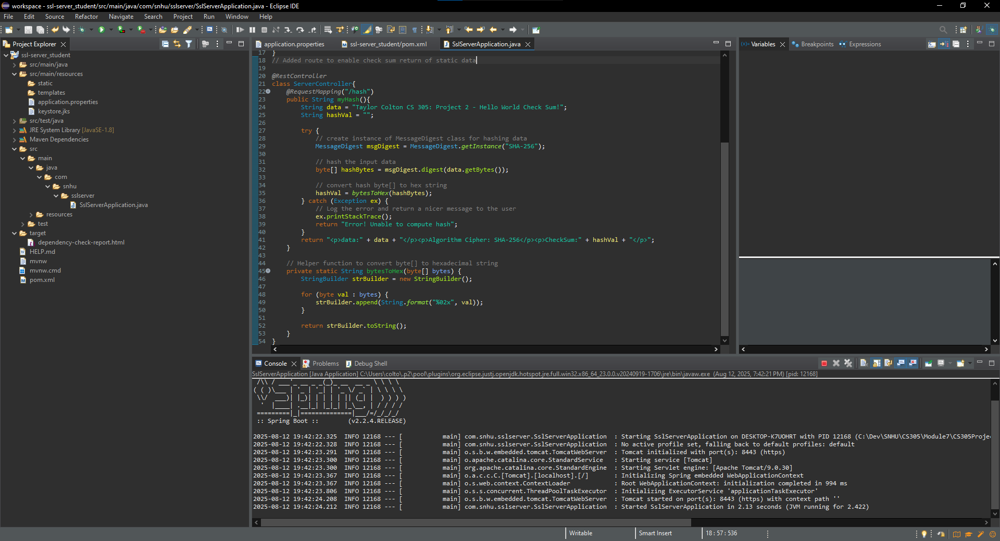 workspace - ssl-server_student/src/main/java/com/snhu/sslserver/SslServerApplication.java - Eclipse IDE
File Edit Source Refactor Navigate Search Project Run Window Help
Project Explorer
ssl-server_student
src/main/java
src/main/resources
static
templates
application.properties
keystore.jks
src/test/java
JRE System Library [JavaSE-1.8]
Maven Dependencies
src
main
java
com
snhu
sslserver
SslServerApplication.java
resources
test
target
dependency-check-report.html
HELP.md
mvnw
mvnw.cmd
pom.xml
application.properties ssl-server_student/pom.xml SslServerApplication.java
17 }
18 // Added route to enable check sum return of static data
19
20 @RestController
21 class ServerController{
22 @RequestMapping("/hash")
23 public String myHash(){
24 String data = "Taylor Colton CS 305: Project 2 - Hello World Check Sum!";
25 String hashVal = "";
26
27 try {
28 // create instance of MessageDigest class for hashing data
29 MessageDigest msgDigest = MessageDigest.getInstance("SHA-256");
30
31 // hash the input data
32 byte[] hashBytes = msgDigest.digest(data.getBytes());
33
34 // convert hash byte[] to hex string
35 hashVal = bytesToHex(hashBytes);
36 } catch (Exception ex) {
37 // Log the error and return a nicer message to the user
38 ex.printStackTrace();
39 return "Error! Unable to compute hash";
40 }
41 return "<p>data:" + data + "</p><p>Algorithm Cipher: SHA-256</p><p>CheckSum:" + hashVal + "</p>";
42 }
43
44 // Helper function to convert byte[] to hexadecimal string
45 private static String bytesToHex(byte[] bytes) {
46 StringBuilder strBuilder = new StringBuilder();
47
48 for (byte val : bytes) {
49 strBuilder.append(String.format("%02x", val));
50 }
51
52 return strBuilder.toString();
53 }
54 }
(x)= Variables Breakpoints Expressions
Console Problems Debug Shell
SslServerApplication [Java Application] C:\Users\colto\.p2\pool\plugins\org.eclipse.justj.openjdk.hotspot.jre.full.win32.x86_64_23.0.0.v20240919-1706\jre\bin\javaw.exe (Aug 12, 2025, 7:42:21 PM) [pid: 12168]
 /\\ / ___'_ __ _ _(_)_ __  __ _ \ \ \ \
( ( )\___ | '_ | '_| | '_ \/ _` | \ \ \ \
 \\/  ___)| |_)| | | | | || (_| |  ) ) ) )
  '  |____| .__|_| |_|_| |_\__, | / / / /
 =========|_|==============|___/=/_/_/_/
 :: Spring Boot ::        (v2.2.4.RELEASE)
2025-08-12 19:42:22.325 INFO 12168 --- [ main] com.snhu.sslserver.SslServerApplication : Starting SslServerApplication on DESKTOP-K7UOHRT with PID 12168 (C:\Dev\SNHU\CS305\Module7\CS305Proje
2025-08-12 19:42:22.328 INFO 12168 --- [ main] com.snhu.sslserver.SslServerApplication : No active profile set, falling back to default profiles: default
2025-08-12 19:42:23.291 INFO 12168 --- [ main] o.s.b.w.embedded.tomcat.TomcatWebServer : Tomcat initialized with port(s): 8443 (https)
2025-08-12 19:42:23.300 INFO 12168 --- [ main] o.apache.catalina.core.StandardService : Starting service [Tomcat]
2025-08-12 19:42:23.300 INFO 12168 --- [ main] org.apache.catalina.core.StandardEngine : Starting Servlet engine: [Apache Tomcat/9.0.30]
2025-08-12 19:42:23.367 INFO 12168 --- [ main] o.a.c.c.C.[Tomcat].[localhost].[/] : Initializing Spring embedded WebApplicationContext
2025-08-12 19:42:23.367 INFO 12168 --- [ main] o.s.web.context.ContextLoader : Root WebApplicationContext: initialization completed in 994 ms
2025-08-12 19:42:23.806 INFO 12168 --- [ main] o.s.s.concurrent.ThreadPoolTaskExecutor : Initializing ExecutorService 'applicationTaskExecutor'
2025-08-12 19:42:24.208 INFO 12168 --- [ main] o.s.b.w.embedded.tomcat.TomcatWebServer : Tomcat started on port(s): 8443 (https) with context path ''
2025-08-12 19:42:24.212 INFO 12168 --- [ main] com.snhu.sslserver.SslServerApplication : Started SslServerApplication in 2.13 seconds (JVM running for 2.422)
Writable Smart Insert 18 : 57 : 536